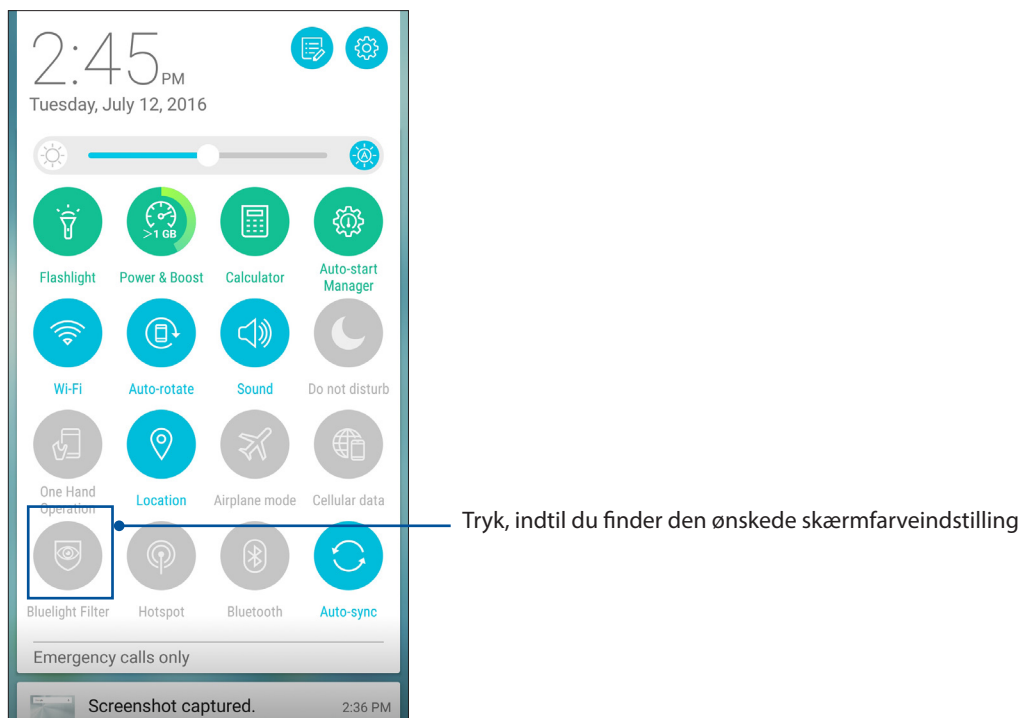 2:45 PM
Tuesday, July 12, 2016
A
>1 GB
Flashlight Power & Boost Calculator Auto-start Manager
Wi-Fi Auto-rotate Sound Do not disturb
One Hand Operation Location Airplane mode Cellular data
Tryk, indtil du finder den ønskede skærmfarveindstilling
Bluelight Filter Hotspot Bluetooth Auto-sync
Emergency calls only
Screenshot captured. 2:36 PM